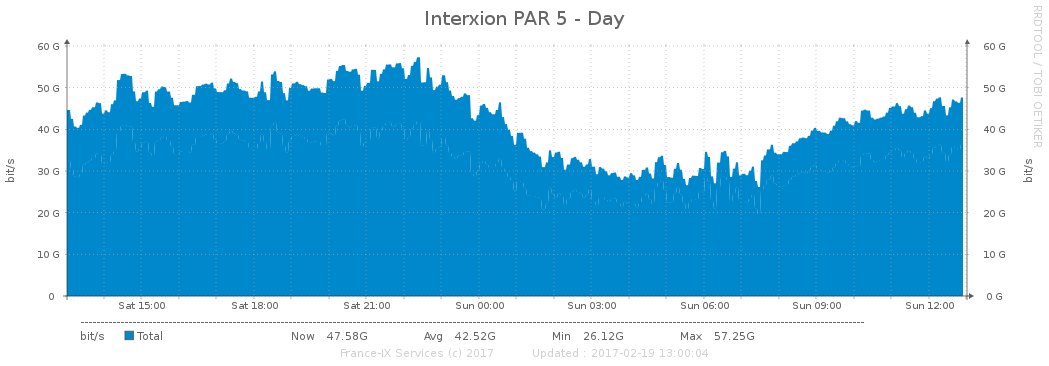 Interxion PAR 5 - Day
RRDTOOL / TOBI OETIKER
bit/s
60 G
50 G
40 G
30 G
20 G
10 G
0
60 G
50 G
40 G
30 G
20 G
10 G
0 G
bit/s
Sat 15:00 Sat 18:00 Sat 21:00 Sun 00:00 Sun 03:00 Sun 06:00 Sun 09:00 Sun 12:00
bit/s Total Now 47.58G Avg 42.52G Min 26.12G Max 57.25G
France-IX Services (c) 2017 Updated : 2017-02-19 13:00:04